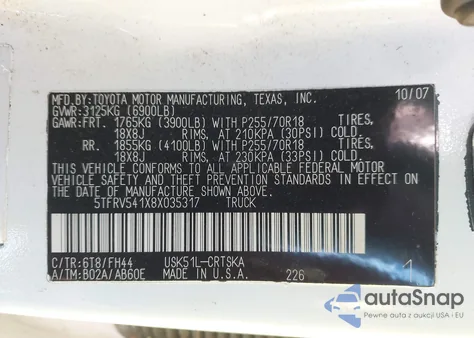 MFD.BY:TOYOTA MOTOR MANUFACTURING, TEXAS, INC. 10/07
GVWR:3125KG (6900LB)
GAWR:FRT. 1765KG (3900LB) WITH P255/70R18 TIRES,
18X8J RIMS, AT 210KPA (30PSI) COLD.
RR. 1855KG (4100LB) WITH P255/70R18 TIRES,
18X8J RIMS, AT 230KPA (33PSI) COLD.
THIS VEHICLE CONFORMS TO ALL APPLICABLE FEDERAL MOTOR
VEHICLE SAFETY AND THEFT PREVENTION STANDARDS IN
EFFECT ON THE DATE OF MANUFACTURE SHOWN ABOVE.
5TFRV541X8X035317 TRUCK
C/TR:6T8/FH44 USK51L-CRTSKA 1
A/TM:B02A/AB60E MADE IN U.S.A. 226
autoSnap
Pewne auta z USA i EU